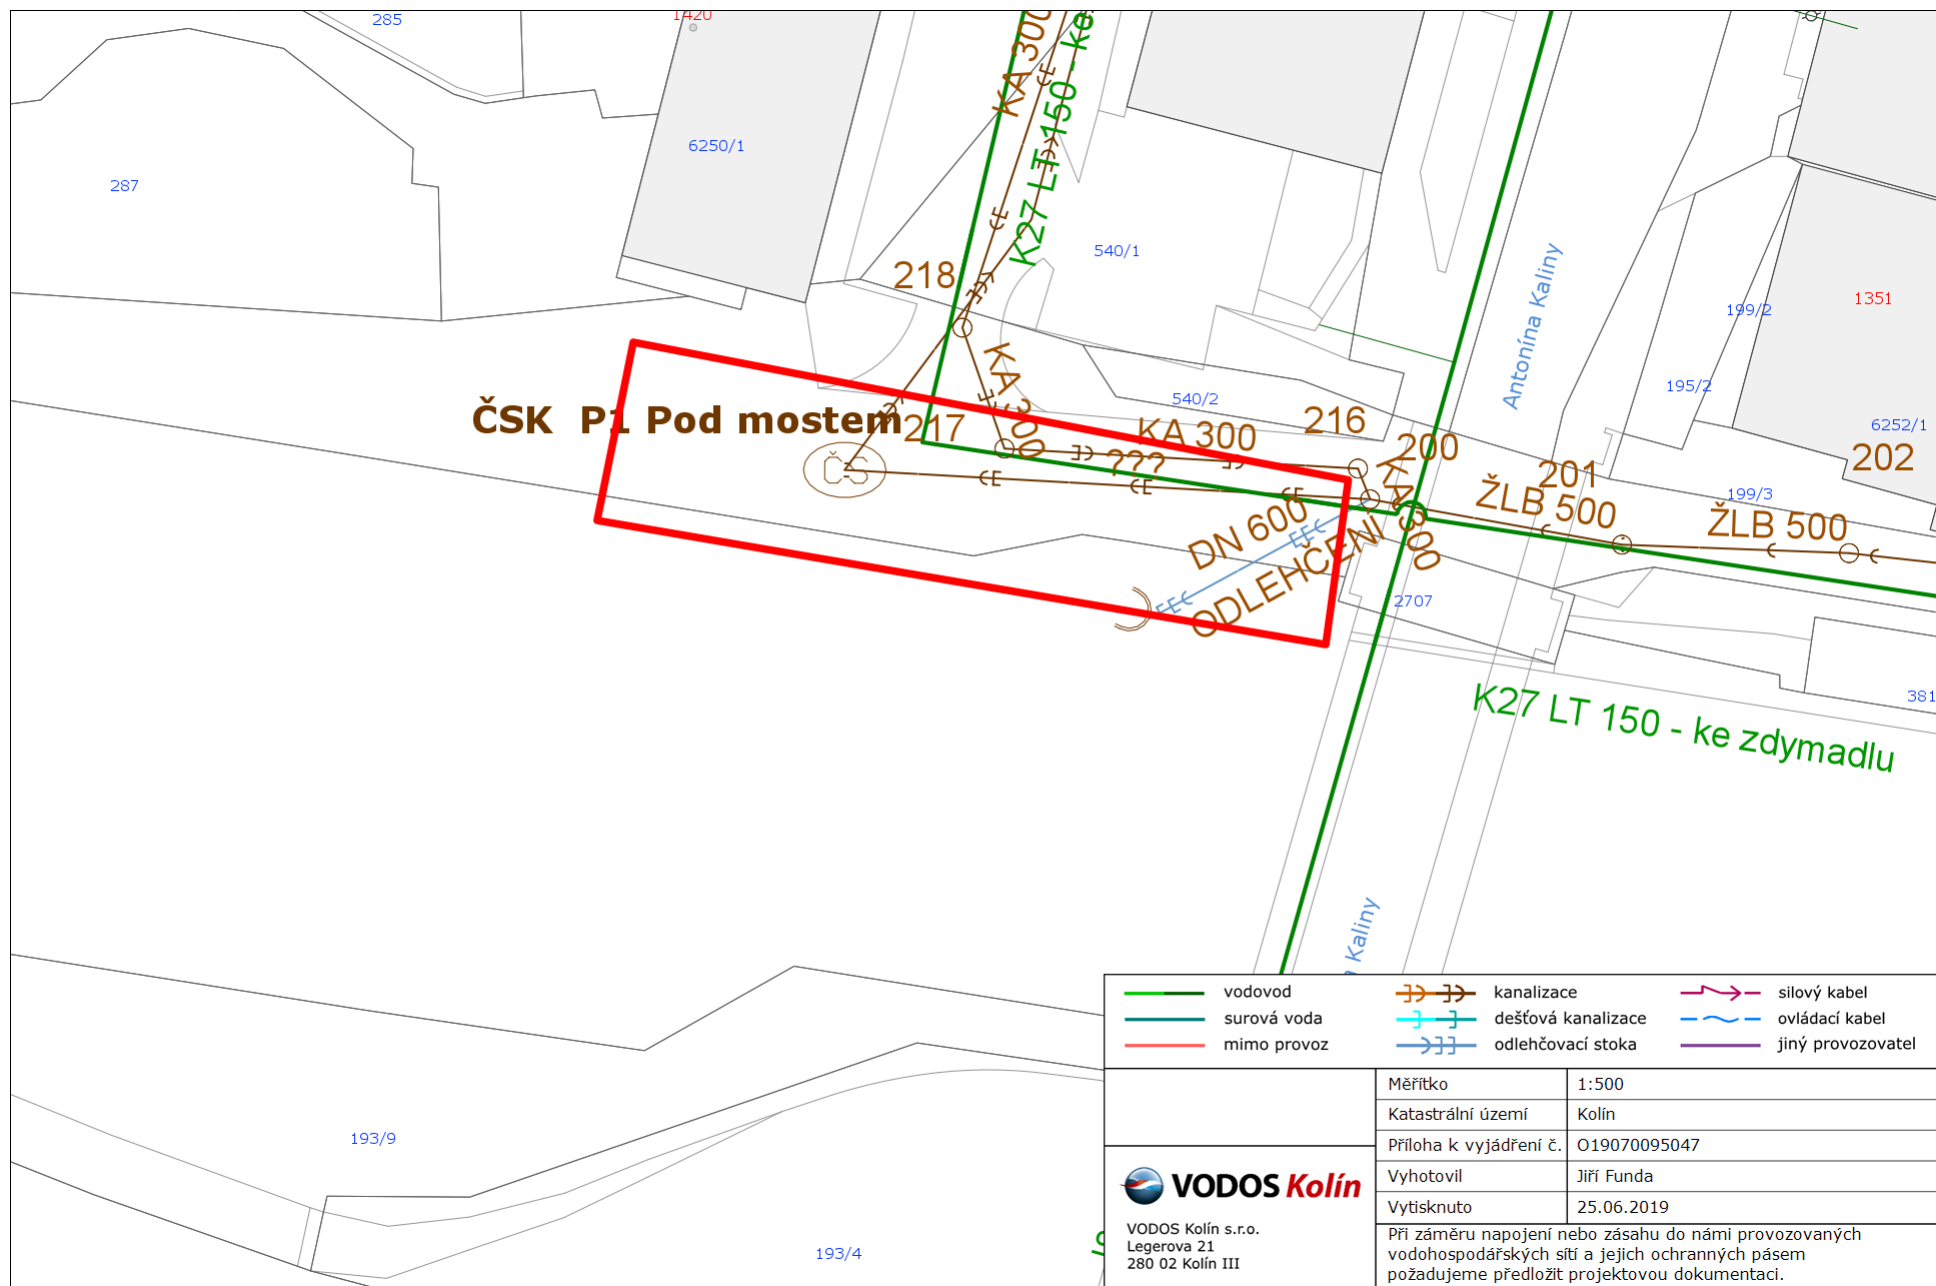 285
1420
KA 300
K27 LT 150 - ke
6250/1
287
540/1
218
Antonína Kaliny
199/2
1351
195/2
6252/1
540/2
ČSK P1 Pod mostem
217
KA 300
KA 300
216
200
???
ČS
KA 300
201
202
ŽLB 500
199/3
ŽLB 500
DN 600
ODLEHČENÍ
2707
381
K27 LT 150 - ke zdymadlu
Kaliny
193/9
193/4
vodovod
kanalizace
silový kabel
surová voda
dešťová kanalizace
ovládací kabel
mimo provoz
odlehčovací stoka
jiný provozovatel
Měřítko 1:500
Katastrální území Kolín
Příloha k vyjádření č. O19070095047
Vyhotovil Jiří Funda
Vytisknuto 25.06.2019
VODOS Kolín
VODOS Kolín s.r.o.
Legerova 21
280 02 Kolín III
Při záměru napojení nebo zásahu do námi provozovaných
vodohospodářských sítí a jejich ochranných pásem
požadujeme předložit projektovou dokumentaci.